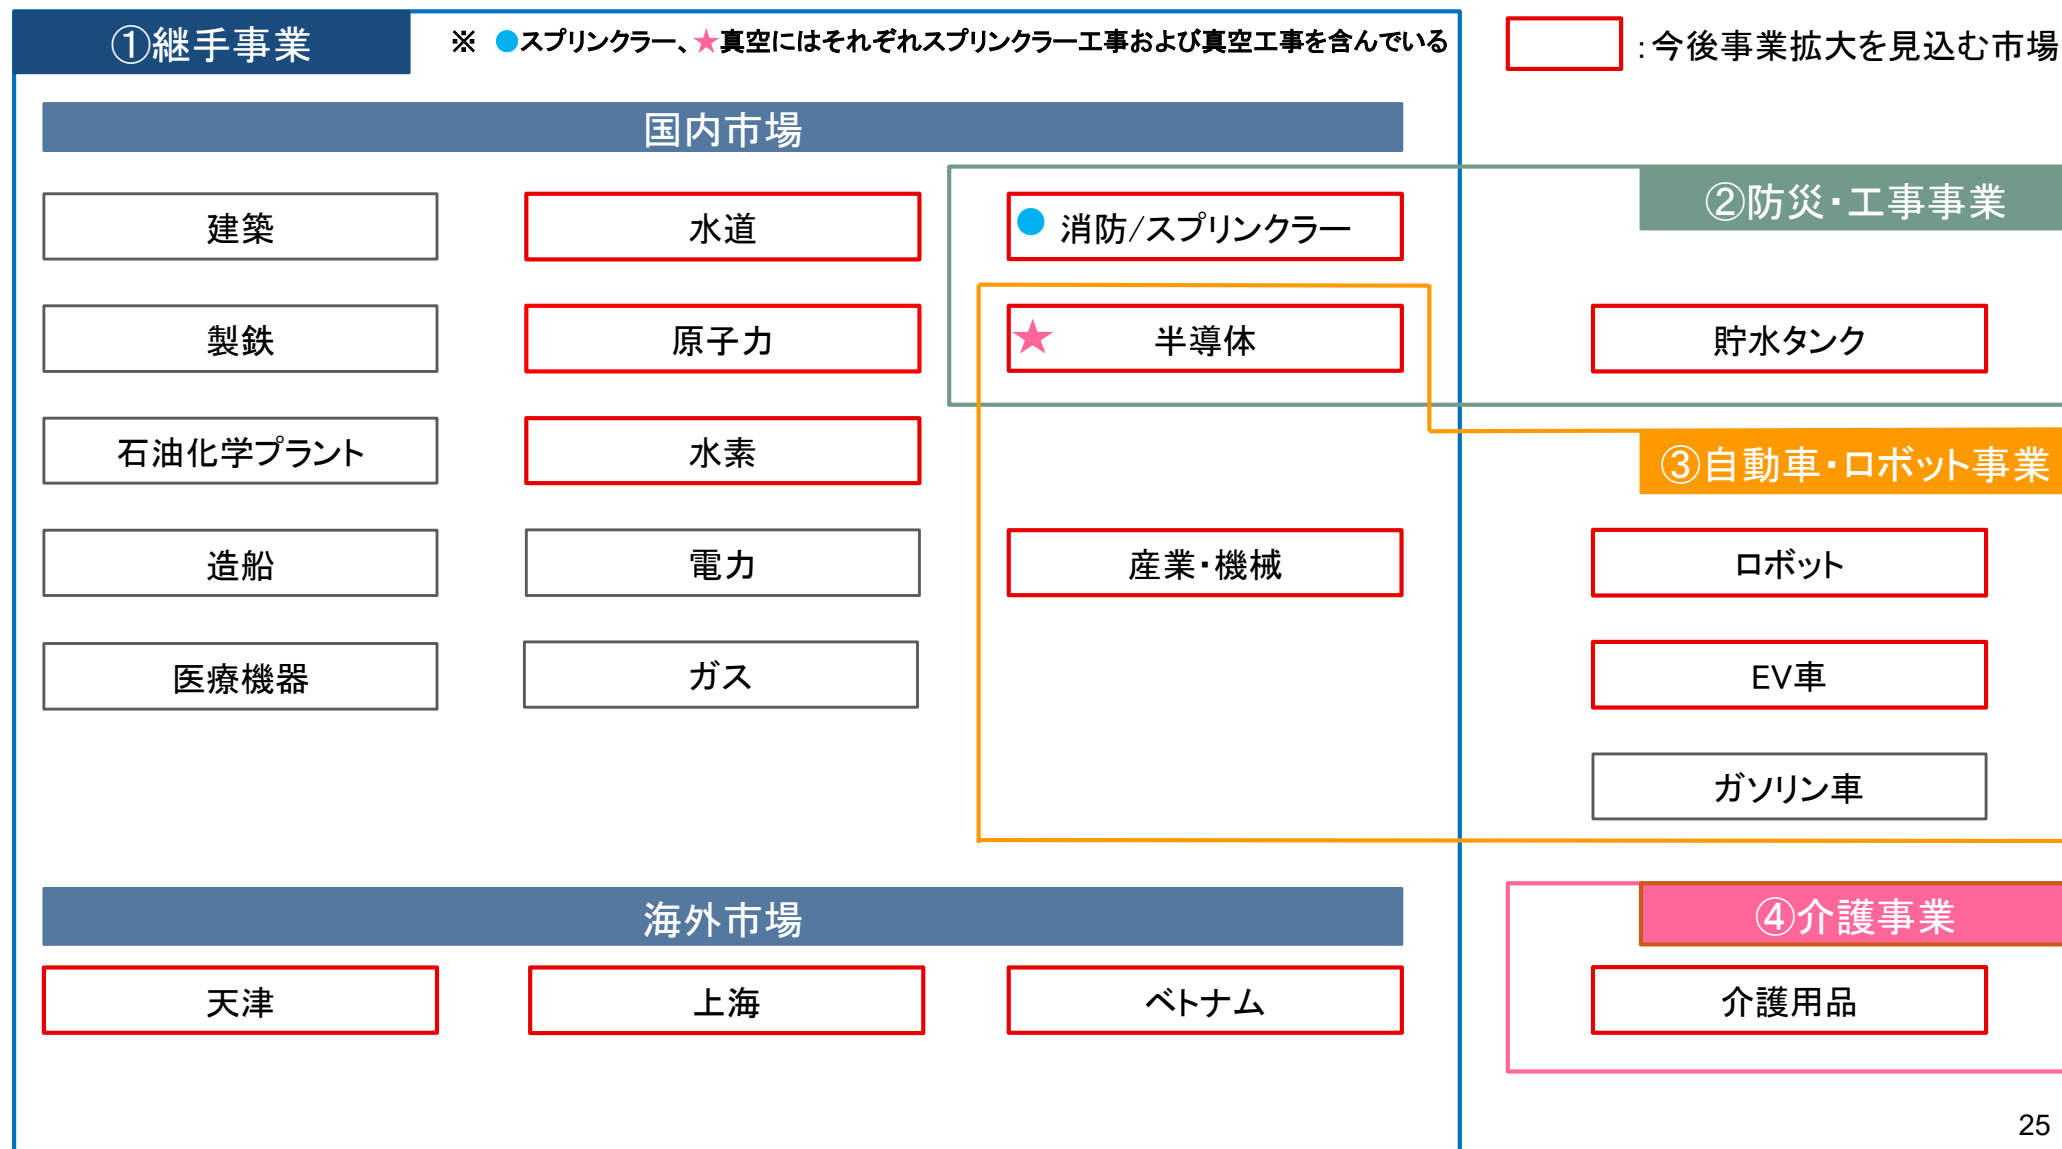 ①継手事業
※ ●スプリンクラー、★真空にはそれぞれスプリンクラー工事および真空工事を含んでいる
：今後事業拡大を見込む市場
国内市場
②防災・工事事業
建築
水道
消防/スプリンクラー
製鉄
原子力
半導体
貯水タンク
石油化学プラント
水素
③自動車・ロボット事業
造船
電力
産業・機械
ロボット
医療機器
ガス
EV車
ガソリン車
海外市場
④介護事業
天津
上海
ベトナム
介護用品
25